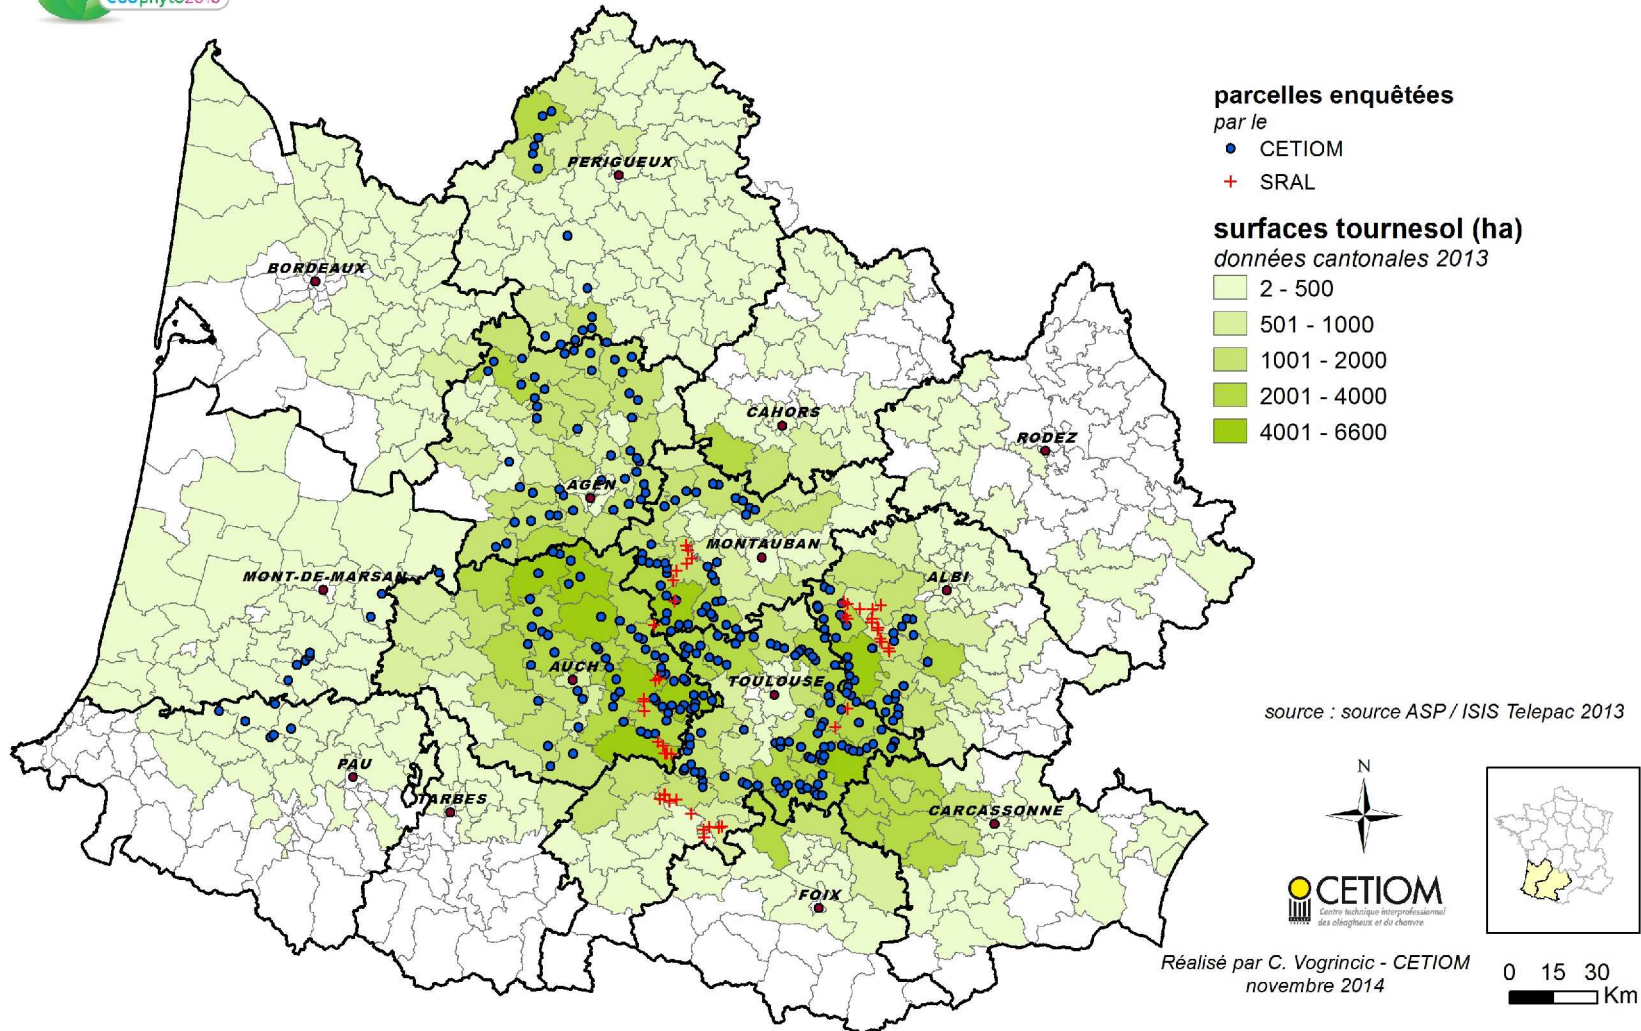 parcelles enquêtées
par le
CETIOM
SRAL
surfaces tournesol (ha)
données cantonales 2013
2 - 500
501 - 1000
1001 - 2000
2001 - 4000
4001 - 6600
PERIGUEUX
BORDEAUX
CAHORS
RODEZ
AGEN
MONTAUBAN
MONT-DE-MARSAN
ALBI
AUCH
TOULOUSE
PAU
TARBES
CARCASSONNE
FOIX
source : source ASP / ISIS Telepac 2013
N
CETIOM
Centre technique interprofessionnel
des oléagineux et du chanvre
Réalisé par C. Vogrincic - CETIOM
novembre 2014
0 15 30
Km